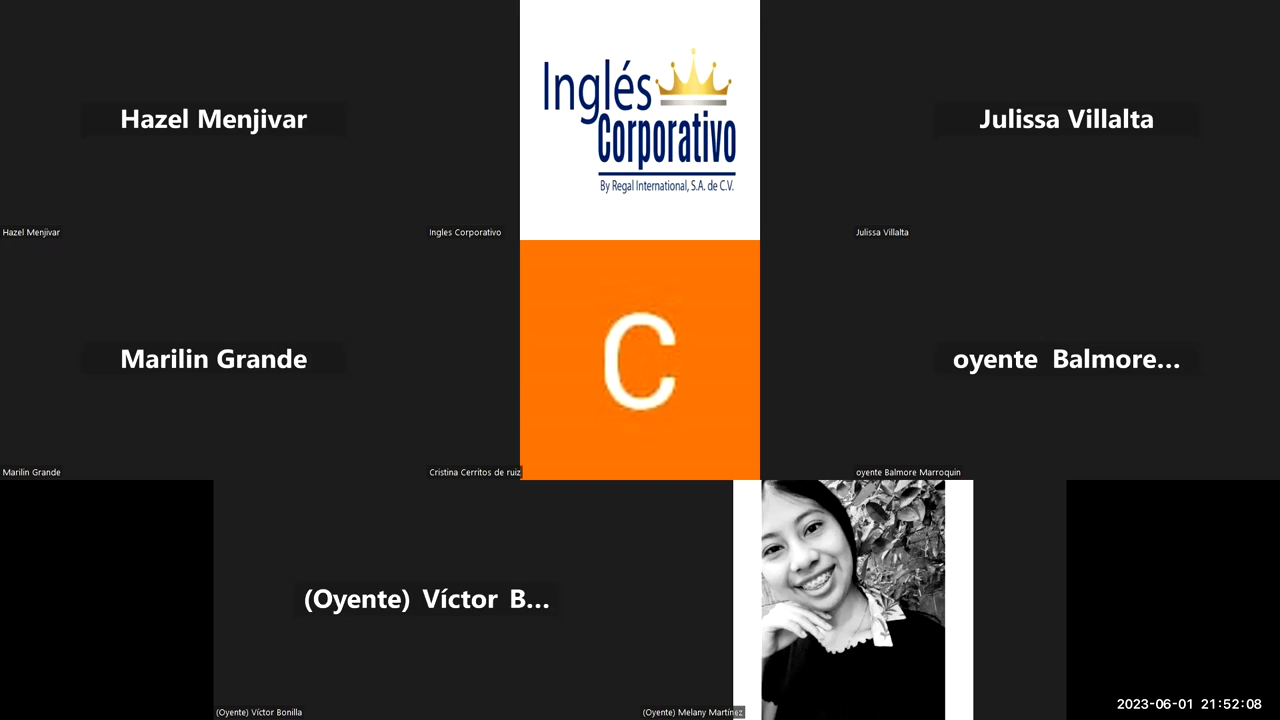 Hazel Menjivar
Hazel Menjivar
Inglés
Corporativo
By Regal International, S.A. de C.V.
Ingles Corporativo
Julissa Villalta
Julissa Villalta
Marilin Grande
Marilin Grande
C
Cristina Cerritos de ruiz
oyente Balmore...
oyente Balmore Marroquin
(Oyente) Víctor B...
(Oyente) Víctor Bonilla
(Oyente) Melany Martínez
2023-06-01 21:52:08